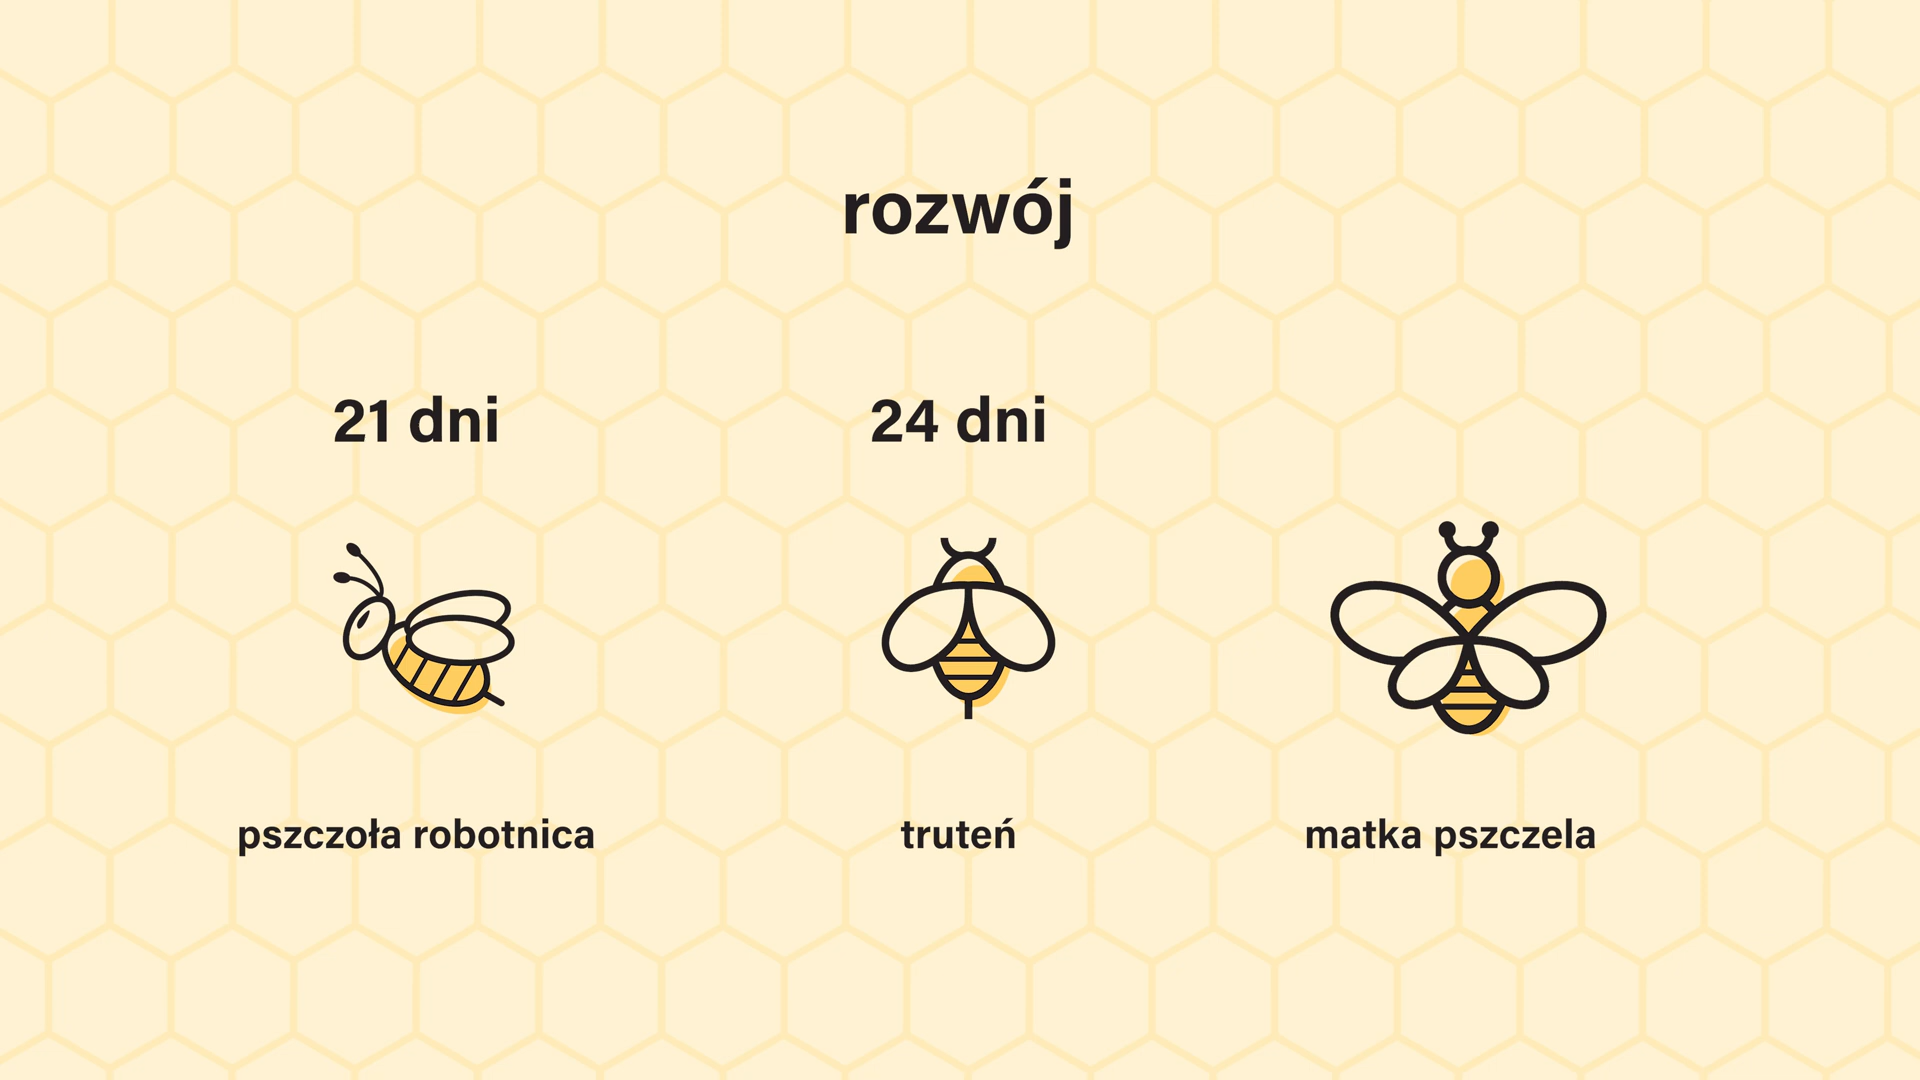 rozwój
21 dni
24 dni
pszczoła robotnica
truteń
matka pszczela